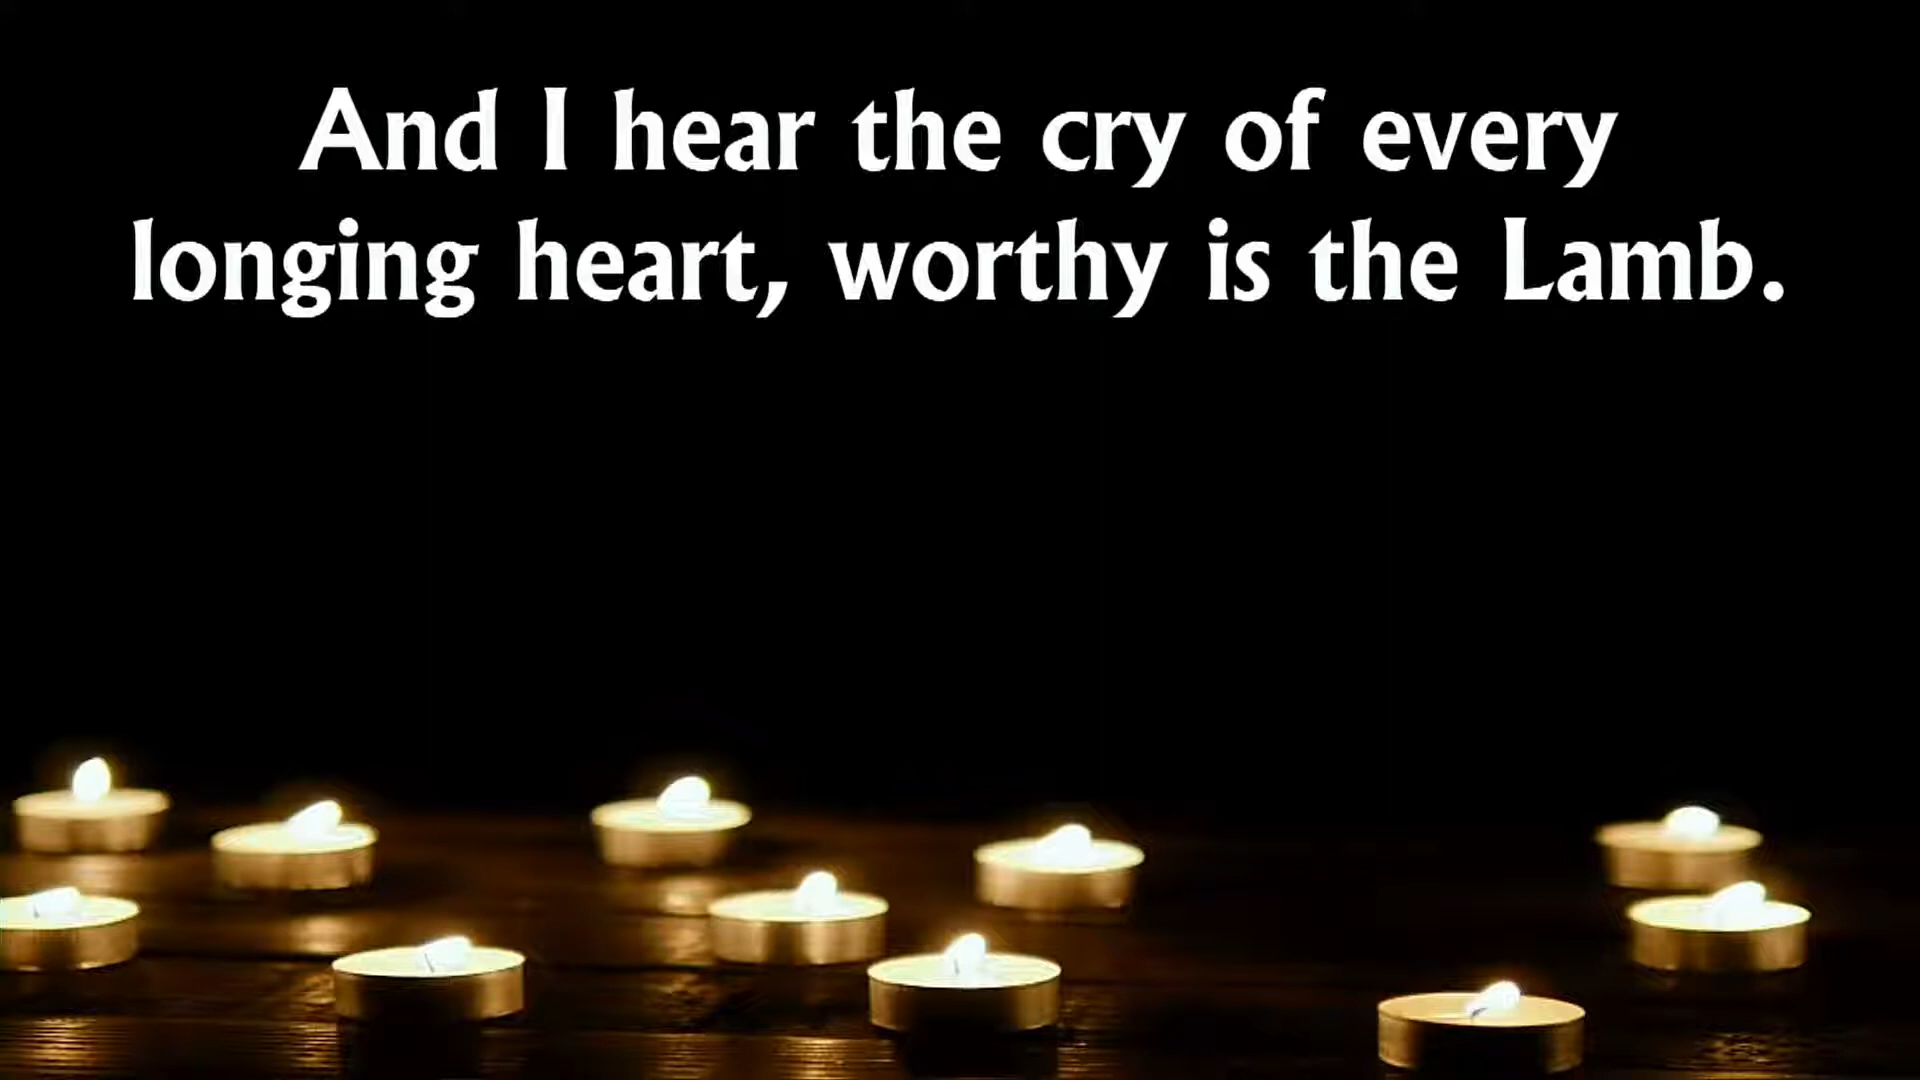 And I hear the cry of every
longing heart, worthy is the Lamb.